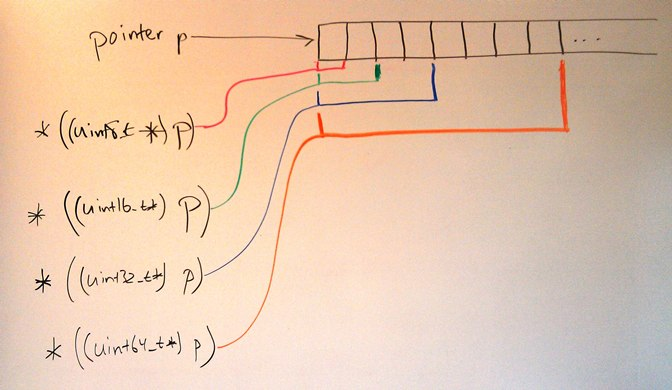 pointer p
...
* ((uint8_t *) p)
* ((uint16_t*) p)
* ((uint32_t*) p)
* ((uint64_t*) p)